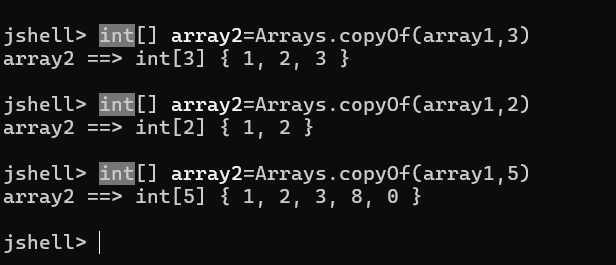 jshell> int[] array2=Arrays.copyOf(array1,3)
array2 ==> int[3] { 1, 2, 3 }
jshell> int[] array2=Arrays.copyOf(array1,2)
array2 ==> int[2] { 1, 2 }
jshell> int[] array2=Arrays.copyOf(array1,5)
array2 ==> int[5] { 1, 2, 3, 8, 0 }
jshell>